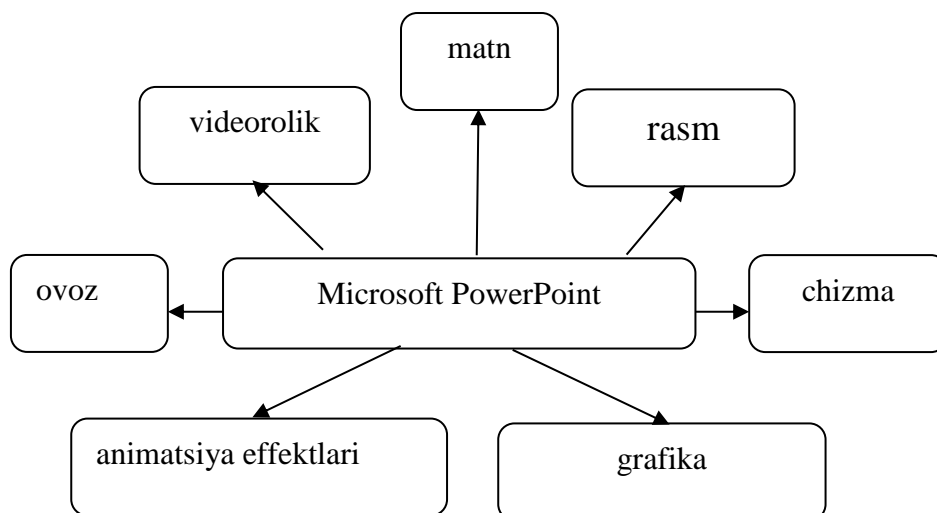 matn
videorolik
rasm
ovoz
Microsoft PowerPoint
chizma
animatsiya effektlari
grafika